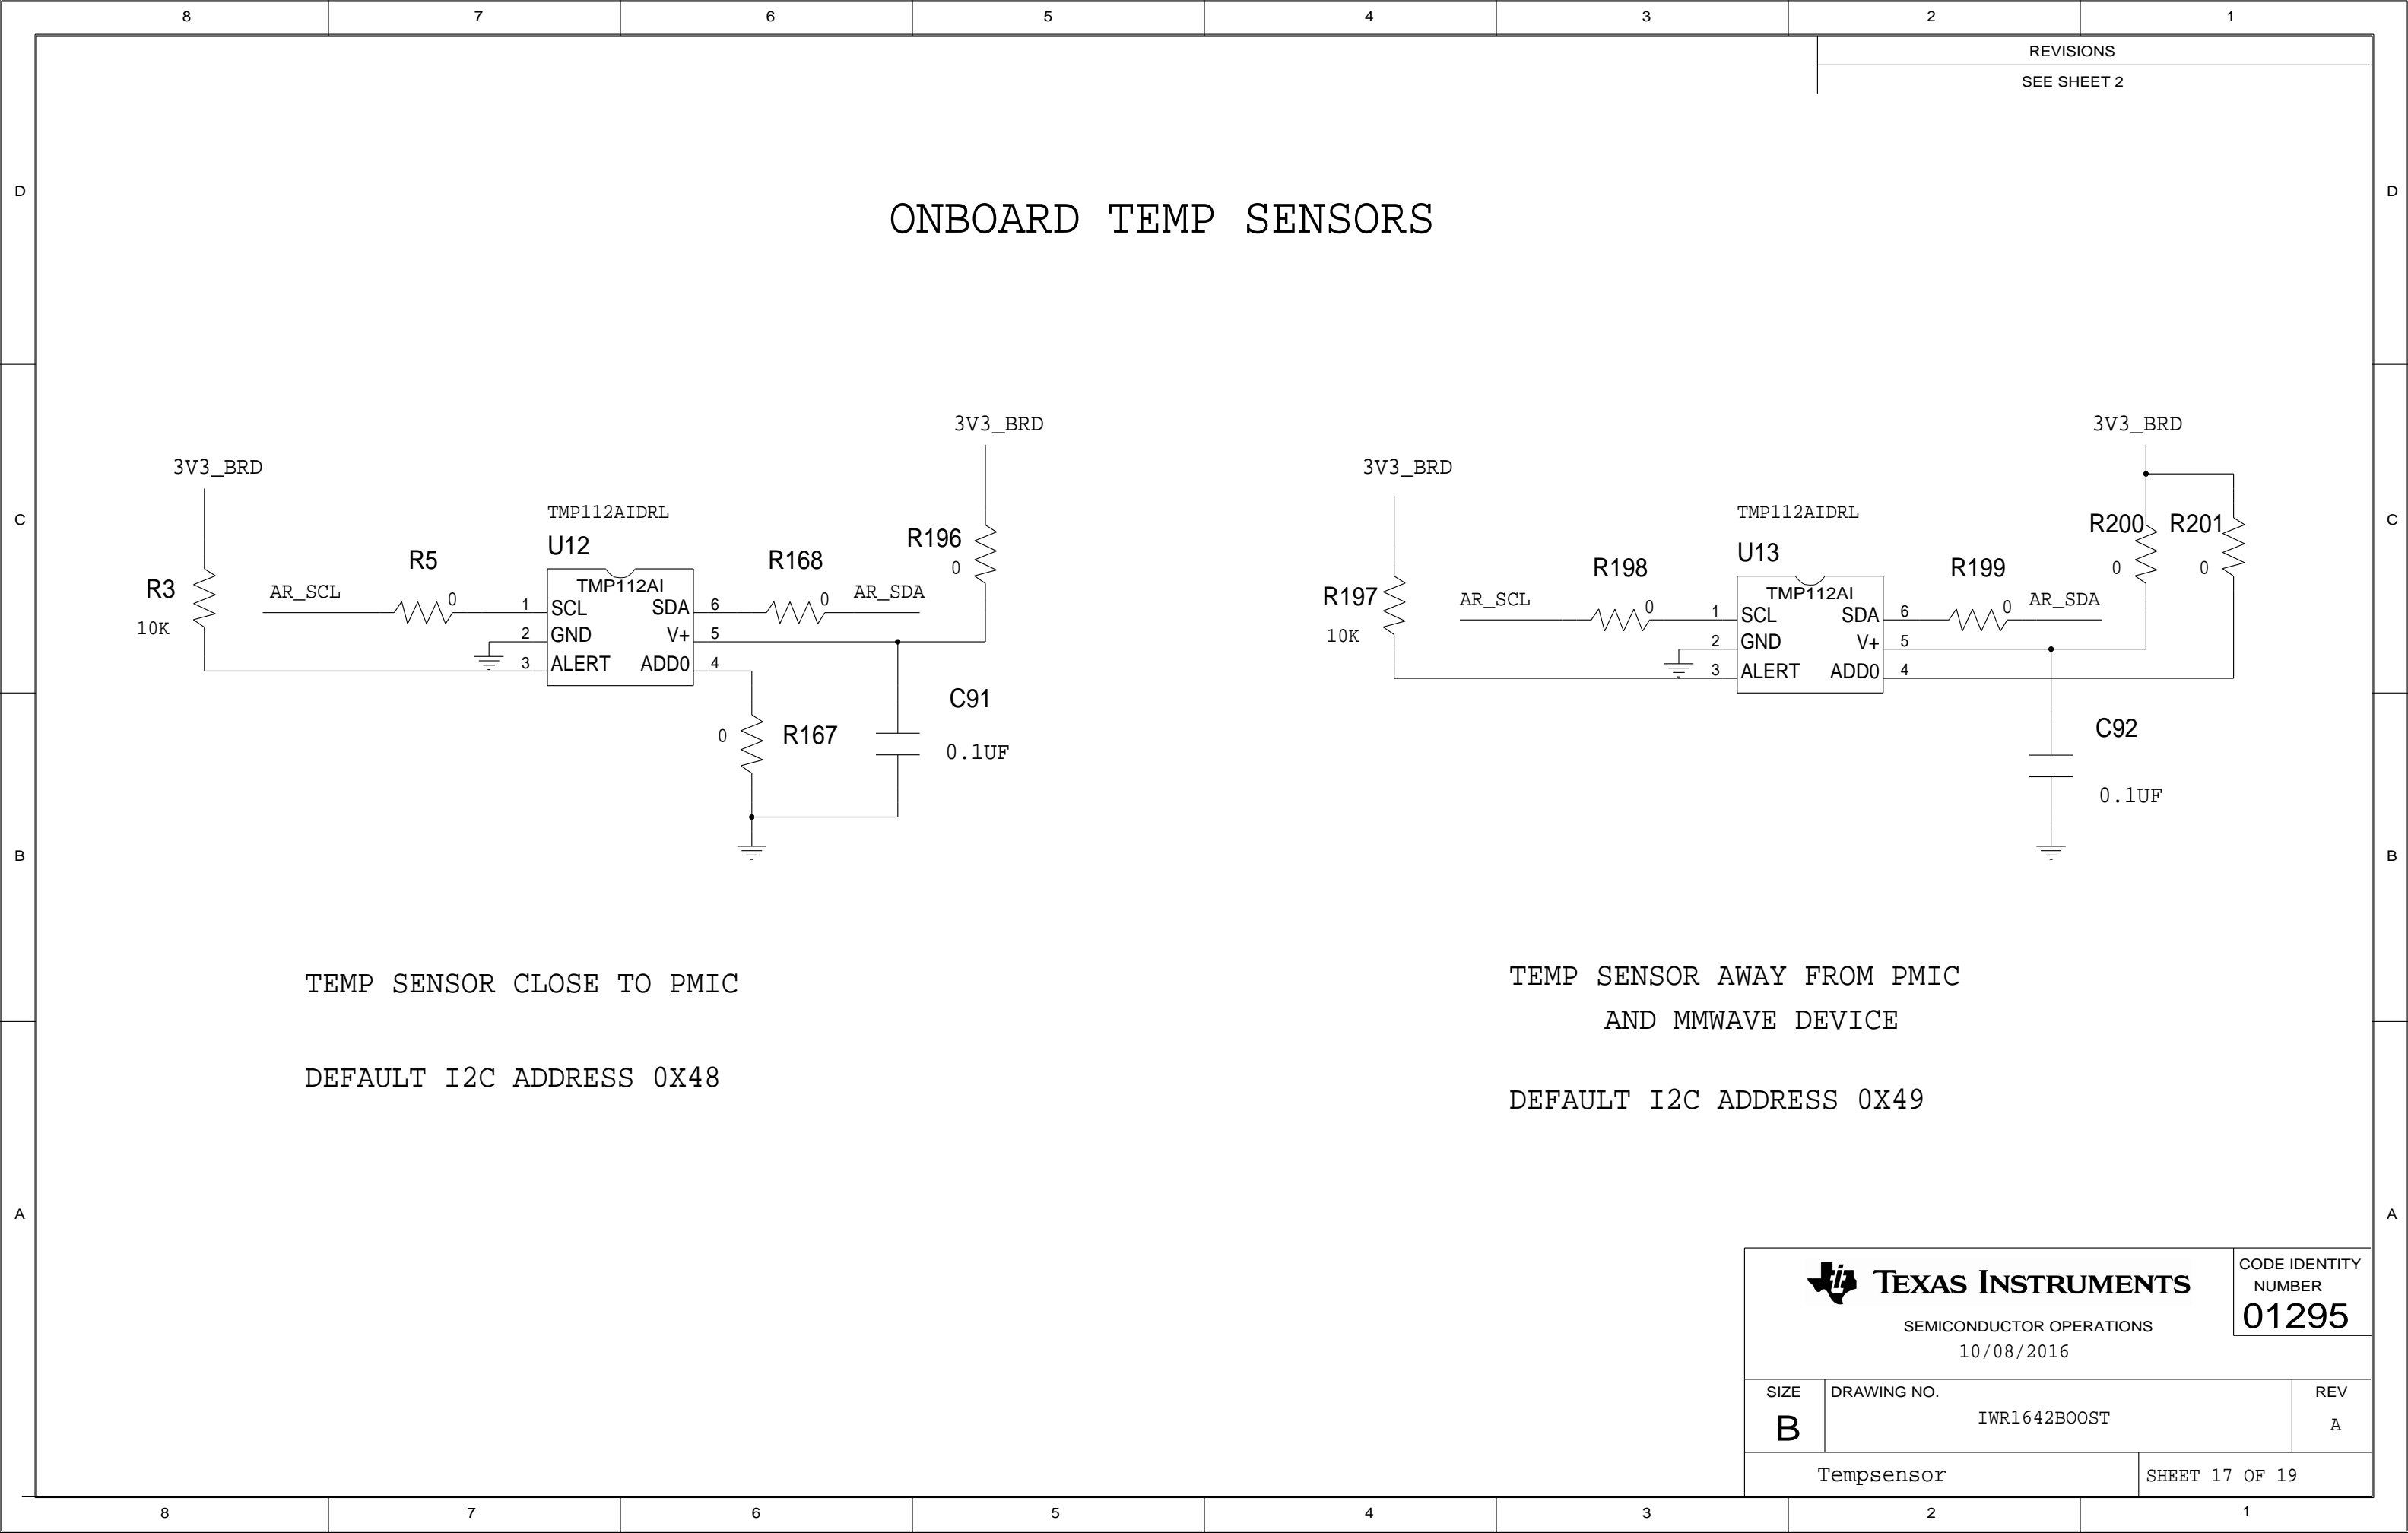 8 7 6 5 4 3 2 1
REVISIONS
SEE SHEET 2
D D
ONBOARD TEMP SENSORS
3V3_BRD
3V3_BRD
3V3_BRD
3V3_BRD
C C
TMP112AIDRL
U12
TMP112AI
R3
10K
AR_SCL
R5
0
1 SCL
2 GND
3 ALERT
SDA 6
V+ 5
ADD0 4
R168
0
AR_SDA
R196
0
0
R167
C91
0.1UF
TMP112AIDRL
U13
TMP112AI
R197
10K
AR_SCL
R198
0
1 SCL
2 GND
3 ALERT
SDA 6
V+ 5
ADD0 4
R199
0
AR_SDA
R200
0
R201
0
C92
0.1UF
B B
TEMP SENSOR CLOSE TO PMIC
DEFAULT I2C ADDRESS 0X48
TEMP SENSOR AWAY FROM PMIC
AND MMWAVE DEVICE
DEFAULT I2C ADDRESS 0X49
A A
TEXAS INSTRUMENTS
SEMICONDUCTOR OPERATIONS
10/08/2016
CODE IDENTITY
NUMBER
01295
SIZE
B
DRAWING NO.
IWR1642BOOST
REV
A
Tempsensor
SHEET 17 OF 19
8 7 6 5 4 3 2 1